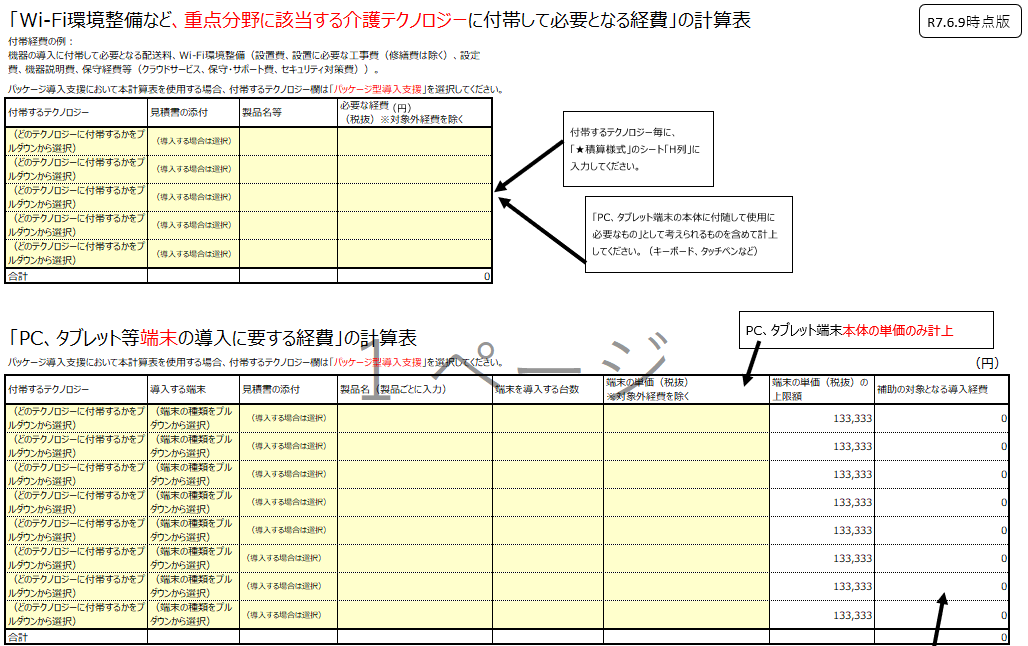 「Wi-Fi環境整備など、重点分野に該当する介護テクノロジーに付帯して必要となる経費」の計算表
R7.6.9時点版
付帯経費の例：
機器の導入に付帯して必要となる配送料、Wi-Fi環境整備（設置費、設置に必要な工事費（修繕費は除く）、設定
費、機器説明費、保守経費等（クラウドサービス、保守・サポート費、セキュリティ対策費））。
パッケージ導入支援において本計算表を使用する場合、付帯するテクノロジー欄は「パッケージ型導入支援」を選択してください。
付帯するテクノロジー 見積書の添付 製品名等 必要な経費（円）
（税抜）※対象外経費を除く
（どのテクノロジーに付帯するかをプ
ルダウンから選択） （導入する場合は選択）
（どのテクノロジーに付帯するかをプ
ルダウンから選択） （導入する場合は選択）
（どのテクノロジーに付帯するかをプ
ルダウンから選択） （導入する場合は選択）
（どのテクノロジーに付帯するかをプ
ルダウンから選択） （導入する場合は選択）
（どのテクノロジーに付帯するかをプ
ルダウンから選択） （導入する場合は選択）
合計 0
付帯するテクノロジー毎に、
「★積算様式」のシート「H列」に
入力してください。
「PC、タブレット端末の本体に付随して使用に
必要なもの」として考えられるものを含めて計上
してください。（キーボード、タッチペンなど）
「PC、タブレット等端末の導入に要する経費」の計算表
PC、タブレット端末本体の単価のみ計上
パッケージ導入支援において本計算表を使用する場合、付帯するテクノロジー欄は「パッケージ型導入支援」を選択してください。
（円）
1 ページ
付帯するテクノロジー 導入する端末 見積書の添付 製品名（製品ごとに入力） 端末を導入する台数 端末の単価（税抜） 端末の単価（税抜）の 補助の対象となる導入経費
※対象外経費を除く 上限額
（どのテクノロジーに付帯するかをプ （端末の種類をプル
ルダウンから選択） ダウンから選択） （導入する場合は選択） 133,333 0
（どのテクノロジーに付帯するかをプ （端末の種類をプル
ルダウンから選択） ダウンから選択） （導入する場合は選択） 133,333 0
（どのテクノロジーに付帯するかをプ （端末の種類をプル
ルダウンから選択） ダウンから選択） （導入する場合は選択） 133,333 0
（どのテクノロジーに付帯するかをプ （端末の種類をプル
ルダウンから選択） ダウンから選択） （導入する場合は選択） 133,333 0
（どのテクノロジーに付帯するかをプ （端末の種類をプル
ルダウンから選択） ダウンから選択） （導入する場合は選択） 133,333 0
（どのテクノロジーに付帯するかをプ （端末の種類をプル
ルダウンから選択） ダウンから選択） （導入する場合は選択） 133,333 0
（どのテクノロジーに付帯するかをプ （端末の種類をプル
ルダウンから選択） ダウンから選択） （導入する場合は選択） 133,333 0
（どのテクノロジーに付帯するかをプ （端末の種類をプル
ルダウンから選択） ダウンから選択） （導入する場合は選択） 133,333 0
合計 0